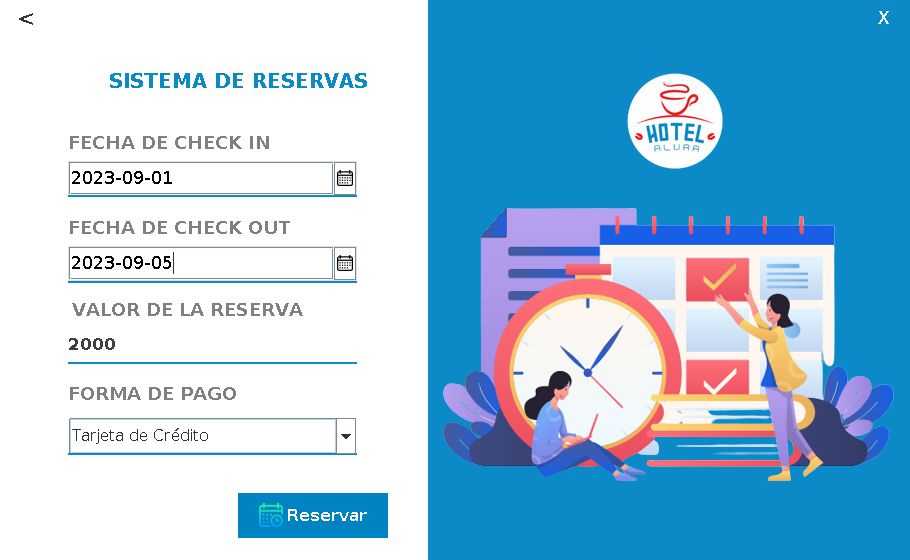 <
X
SISTEMA DE RESERVAS
FECHA DE CHECK IN
2023-09-01
FECHA DE CHECK OUT
2023-09-05
VALOR DE LA RESERVA
2000
FORMA DE PAGO
Tarjeta de Crédito
Reservar
HOTEL
ALURA